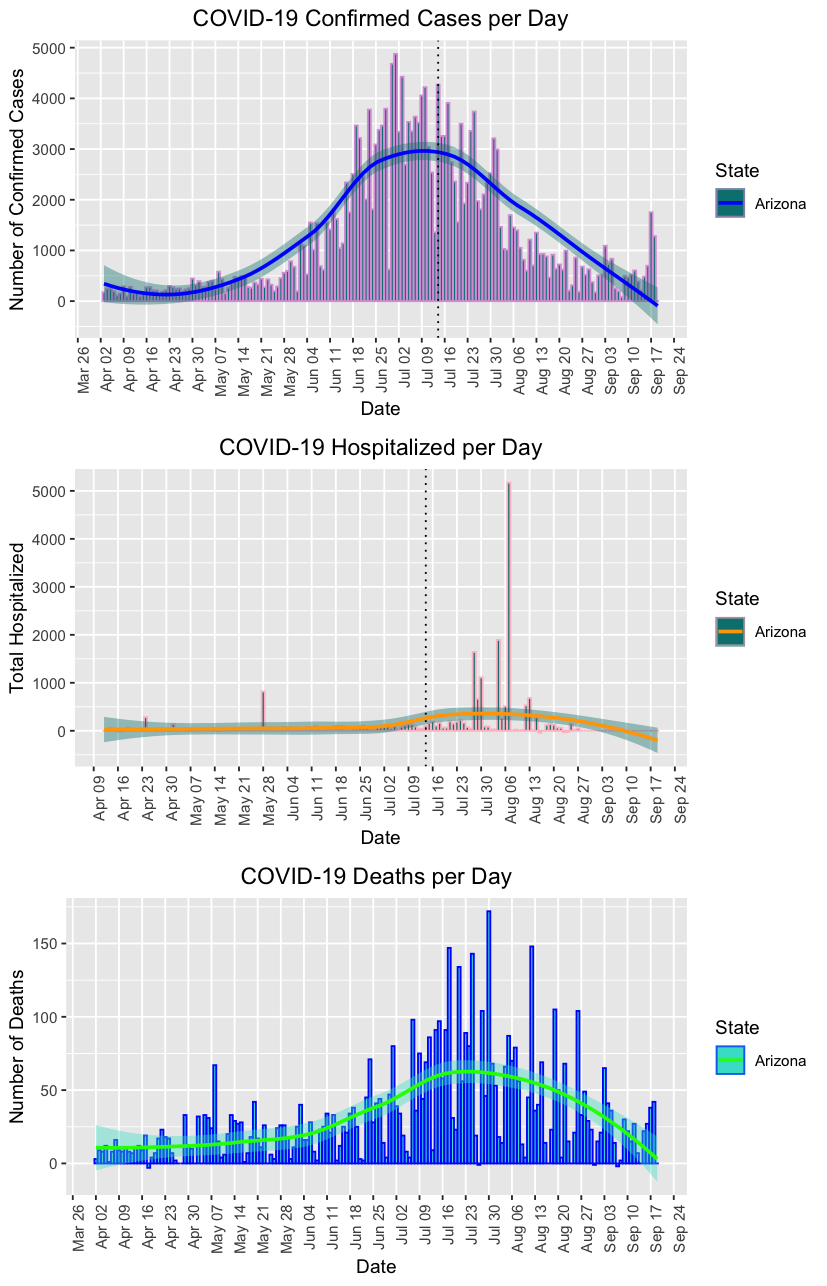 COVID-19 Confirmed Cases per Day
Number of Confirmed Cases
5000
4000
3000
2000
1000
0
Mar 26
Apr 02
Apr 09
Apr 16
Apr 23
Apr 30
May 07
May 14
May 21
May 28
Jun 04
Jun 11
Jun 18
Jun 25
Jul 02
Jul 09
Jul 16
Jul 23
Jul 30
Aug 06
Aug 13
Aug 20
Aug 27
Sep 03
Sep 10
Sep 17
Sep 24
Date
State
Arizona
COVID-19 Hospitalized per Day
Total Hospitalized
5000
4000
3000
2000
1000
0
Apr 09
Apr 16
Apr 23
Apr 30
May 07
May 14
May 21
May 28
Jun 04
Jun 11
Jun 18
Jun 25
Jul 02
Jul 09
Jul 16
Jul 23
Jul 30
Aug 06
Aug 13
Aug 20
Aug 27
Sep 03
Sep 10
Sep 17
Sep 24
Date
State
Arizona
COVID-19 Deaths per Day
Number of Deaths
150
100
50
0
Mar 26
Apr 02
Apr 09
Apr 16
Apr 23
Apr 30
May 07
May 14
May 21
May 28
Jun 04
Jun 11
Jun 18
Jun 25
Jul 02
Jul 09
Jul 16
Jul 23
Jul 30
Aug 06
Aug 13
Aug 20
Aug 27
Sep 03
Sep 10
Sep 17
Sep 24
Date
State
Arizona